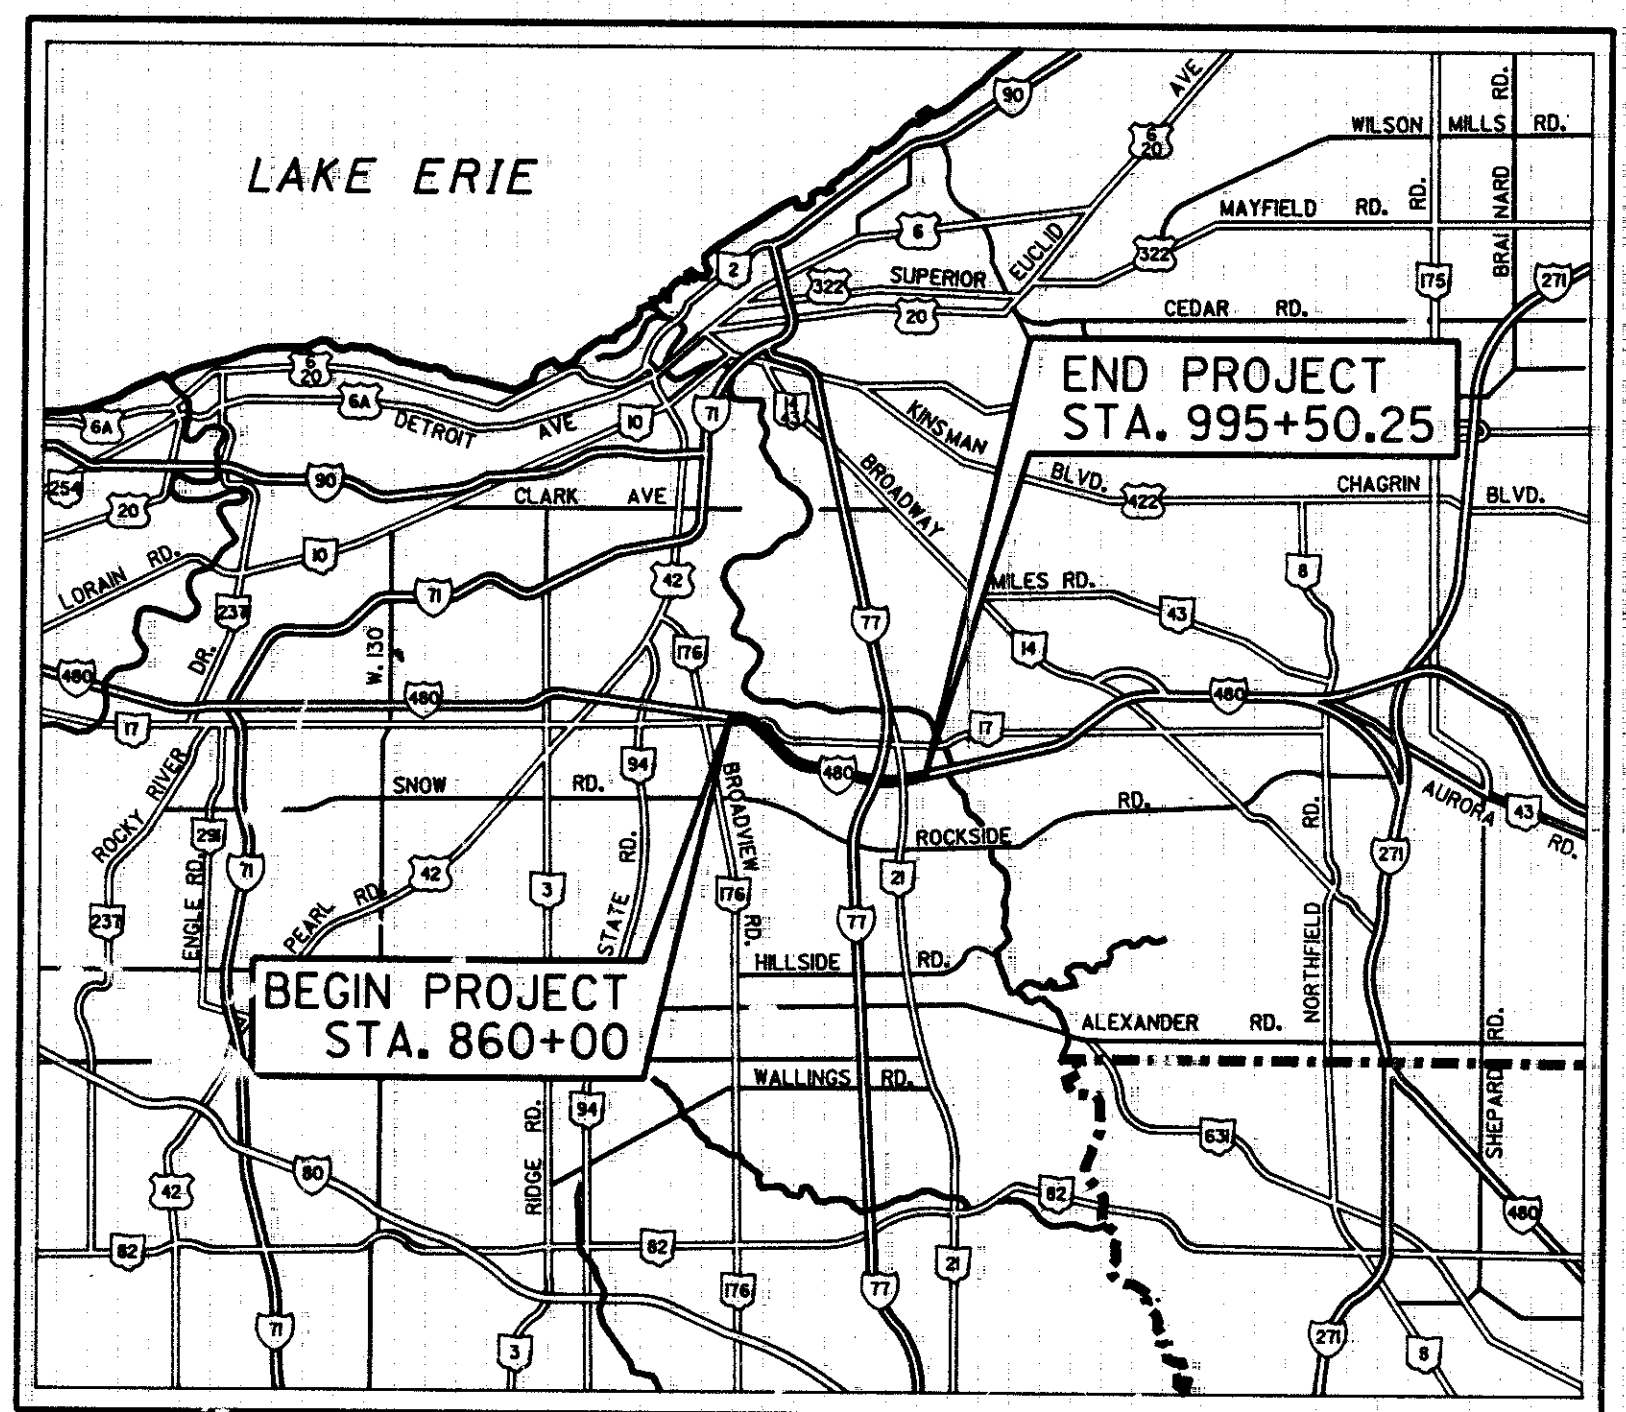 90
AVE
6
20
WILSON MILLS RD.
RD.
LAKE ERIE
MAYFIELD RD.
RD.
BRAINARD
6
EUCLID
322
2
322
SUPERIOR
175
271
20
CEDAR RD.
6
20
END PROJECT
STA. 995+50.25
6A
6A
DETROIT AVE
10
71
14
43
KINSMAN
254
90
BROADWAY
BLVD.
422
CHAGRIN
BLVD.
20
CLARK AVE
LORAIN RD.
10
42
8
MILES RD.
237
71
77
43
W. 130
176
14
DR.
480
480
480
17
17
94
480
SNOW RD.
BROADVIEW
RD.
AURORA
43
RD.
ROCKY RIVER
291
RD.
ROCKSIDE
RD.
271
71
42
3
176
21
ENGLE RD.
PEARL RD.
STATE
237
77
RD.
NORTHFIELD
HILLSIDE RD.
BEGIN PROJECT
STA. 860+00
ALEXANDER RD.
SHEPARD RD.
WALLINGS RD.
94
RIDGE RD.
631
80
42
82
480
82
82
21
176
77
71
271
3
8